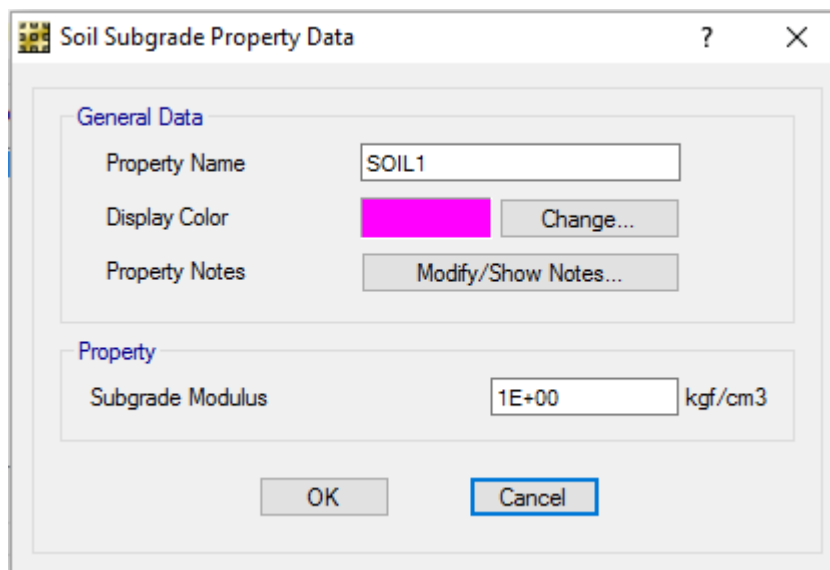 Soil Subgrade Property Data ?
General Data
Property Name SOIL1
Display Color Change...
Property Notes Modify/Show Notes...
Property
Subgrade Modulus 1E+00 kgf/cm3
OK Cancel